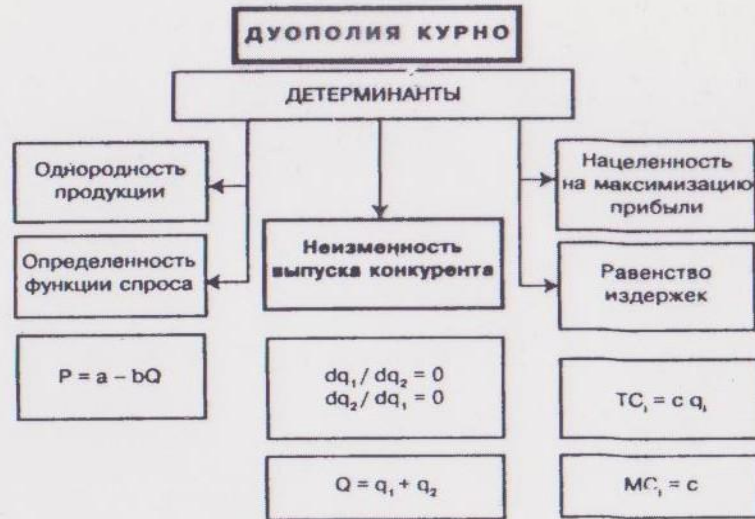 ДУОПОЛИЯ КУРНО
ДЕТЕРМИНАНТЫ
Однородность
продукции
Определенность
функции спроса
P = a – bQ
Неизменность
выпуска конкурента
dq₁ / dq₂ = 0
dq₂ / dq₁ = 0
Q = q₁ + q₂
Нацеленность
на максимизацию
прибыли
Равенство
издержек
TCᵢ = c qᵢ
MCᵢ = c